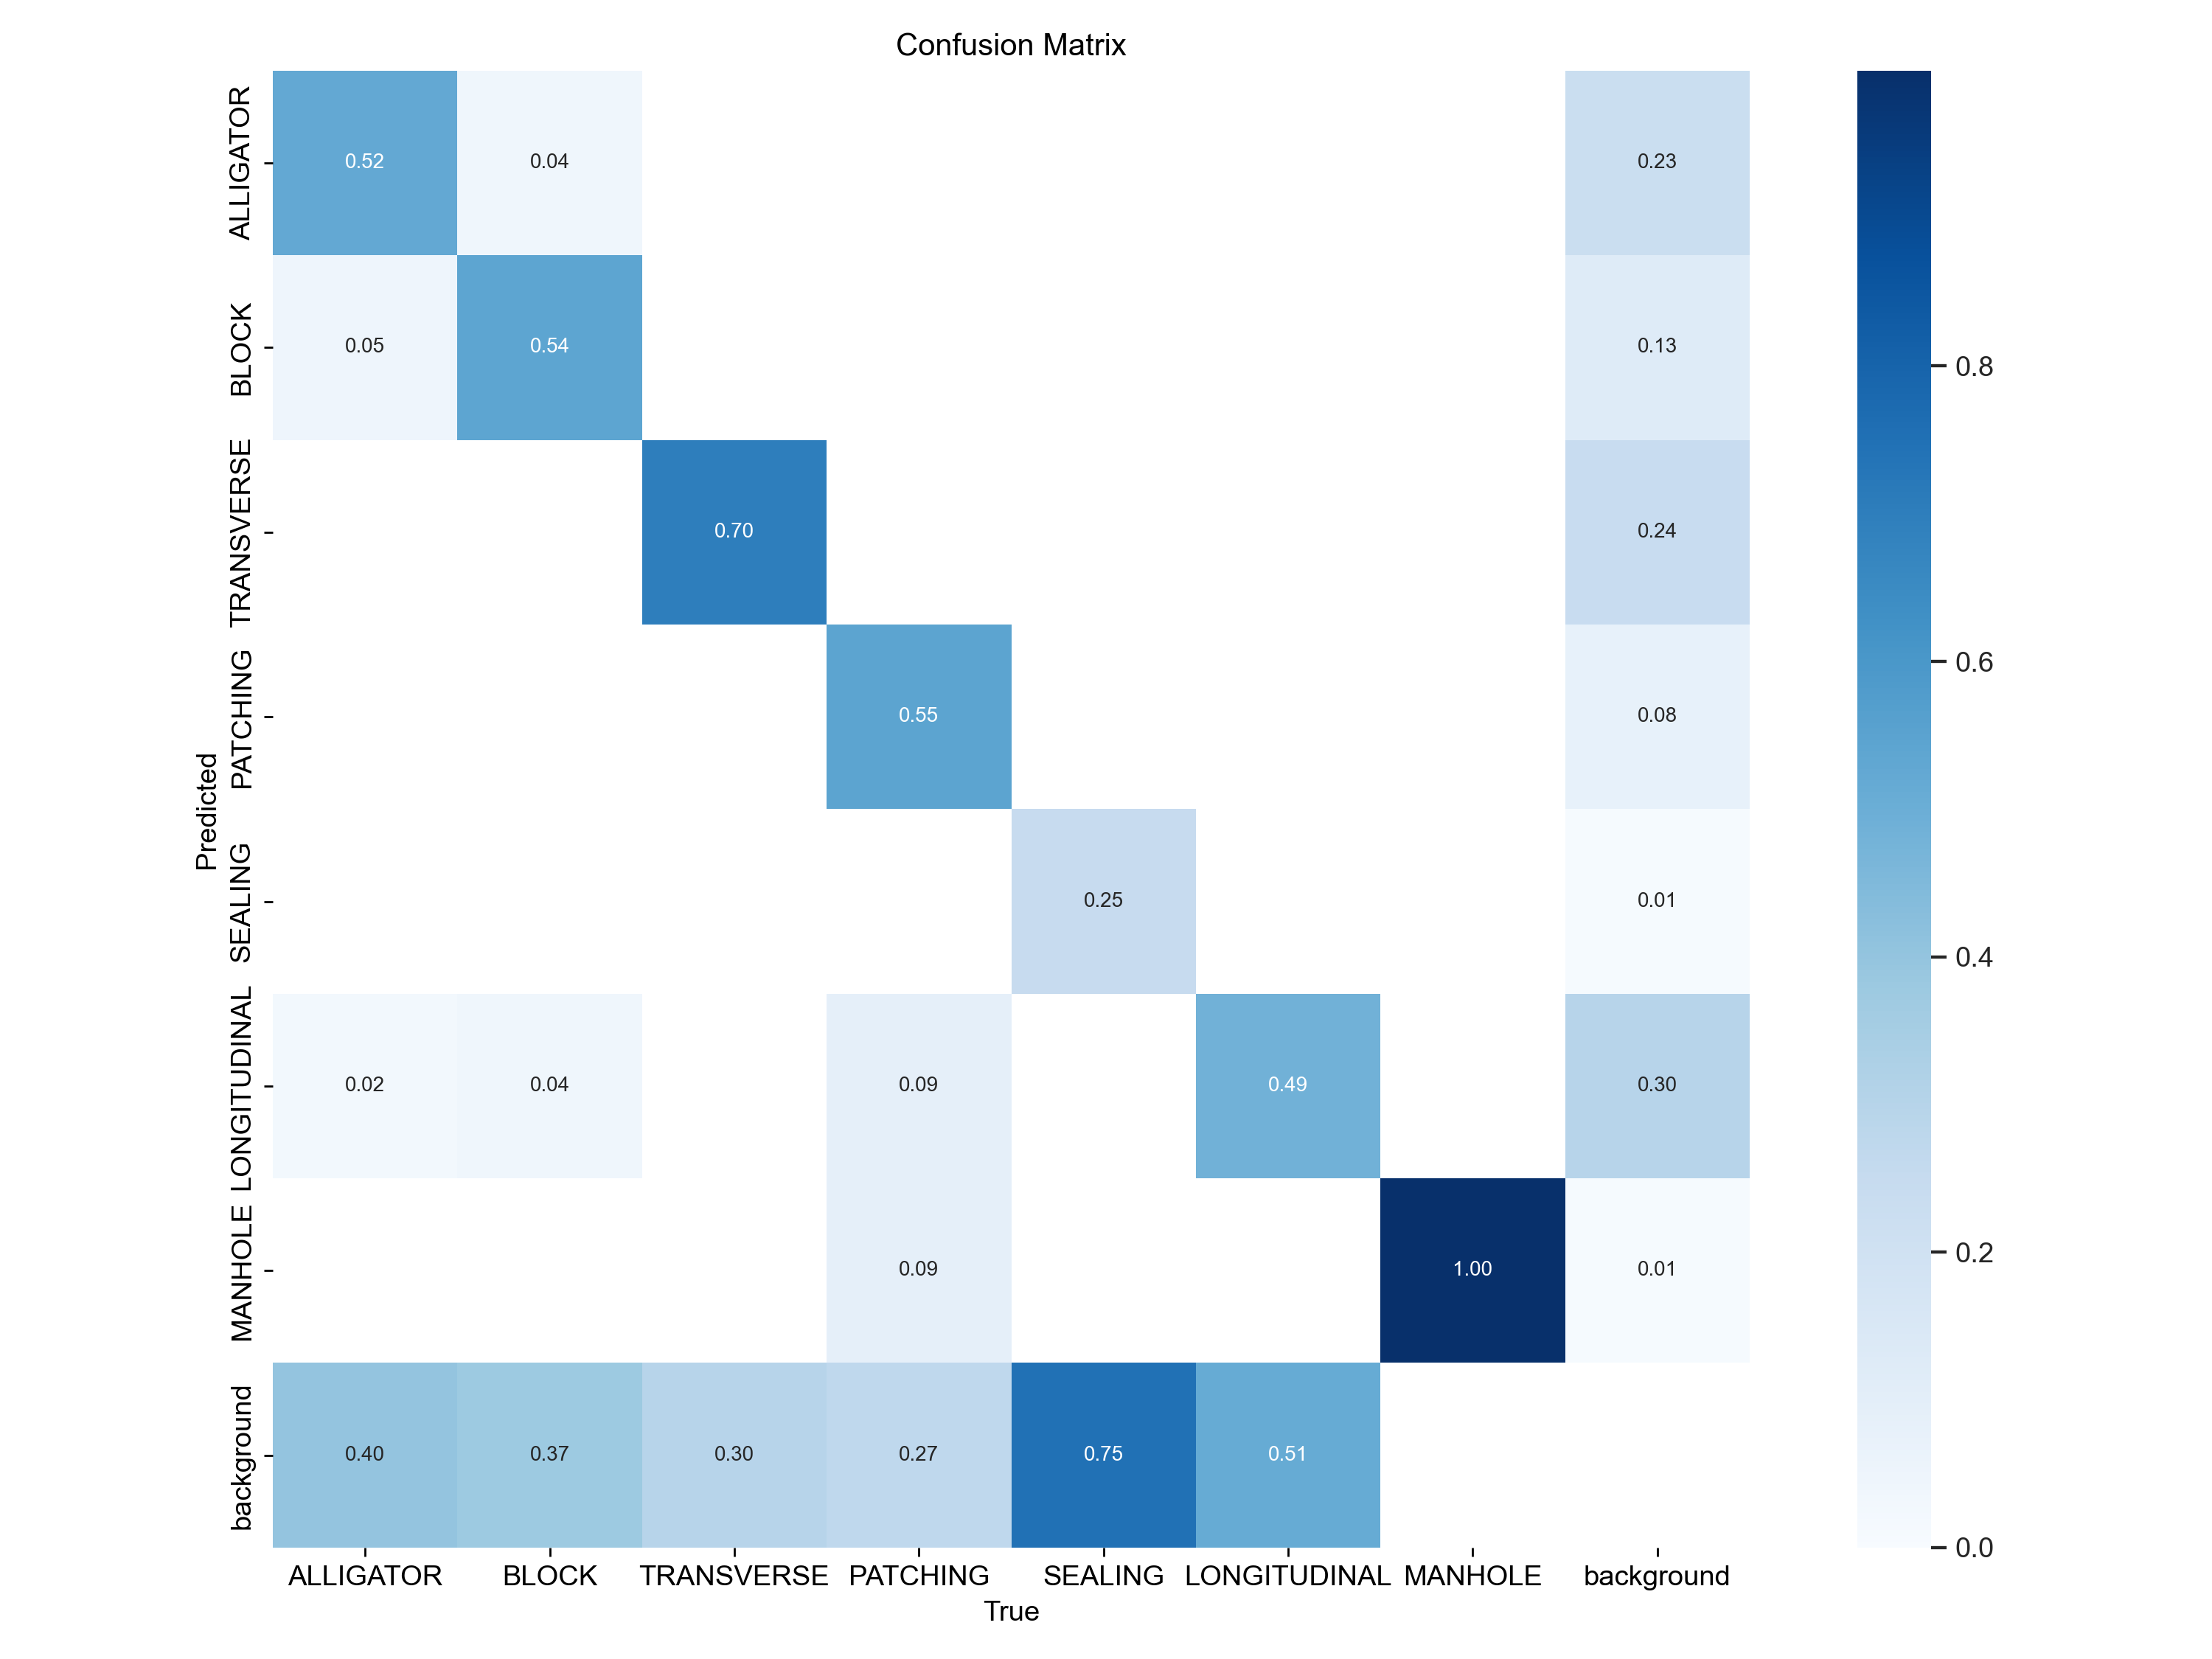 Confusion Matrix
ALLIGATOR 0.52 0.04 0.23
BLOCK 0.05 0.54 0.13
TRANSVERSE 0.70 0.24
PATCHING 0.55 0.08
SEALING 0.25 0.01
LONGITUDINAL 0.02 0.04 0.09 0.49 0.30
MANHOLE 0.09 1.00 0.01
background 0.40 0.37 0.30 0.27 0.75 0.51
Predicted
ALLIGATOR BLOCK TRANSVERSE PATCHING SEALING LONGITUDINAL MANHOLE background
True
0.8
0.6
0.4
0.2
0.0